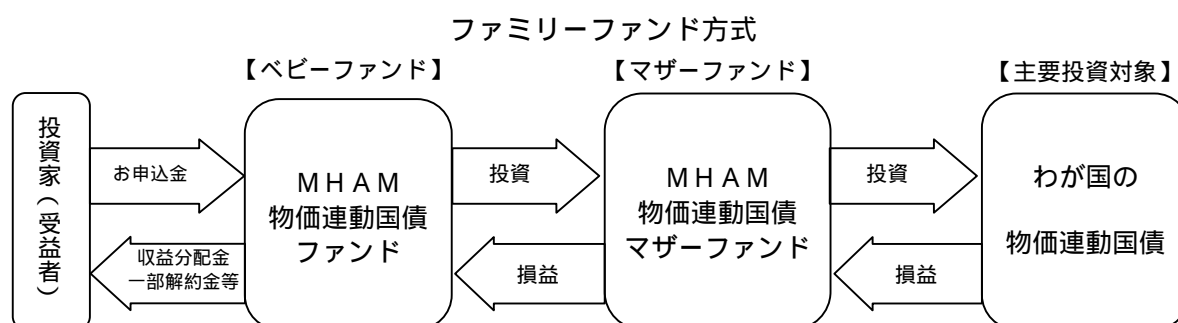 ファミリーファンド方式
【ベビーファンド】
【マザーファンド】
【主要投資対象】
投資家(受益者)
お申込金
収益分配金
一部解約金等
MHAM
物価連動国債
ファンド
投資
損益
MHAM
物価連動国債
マザーファンド
投資
損益
わが国の
物価連動国債